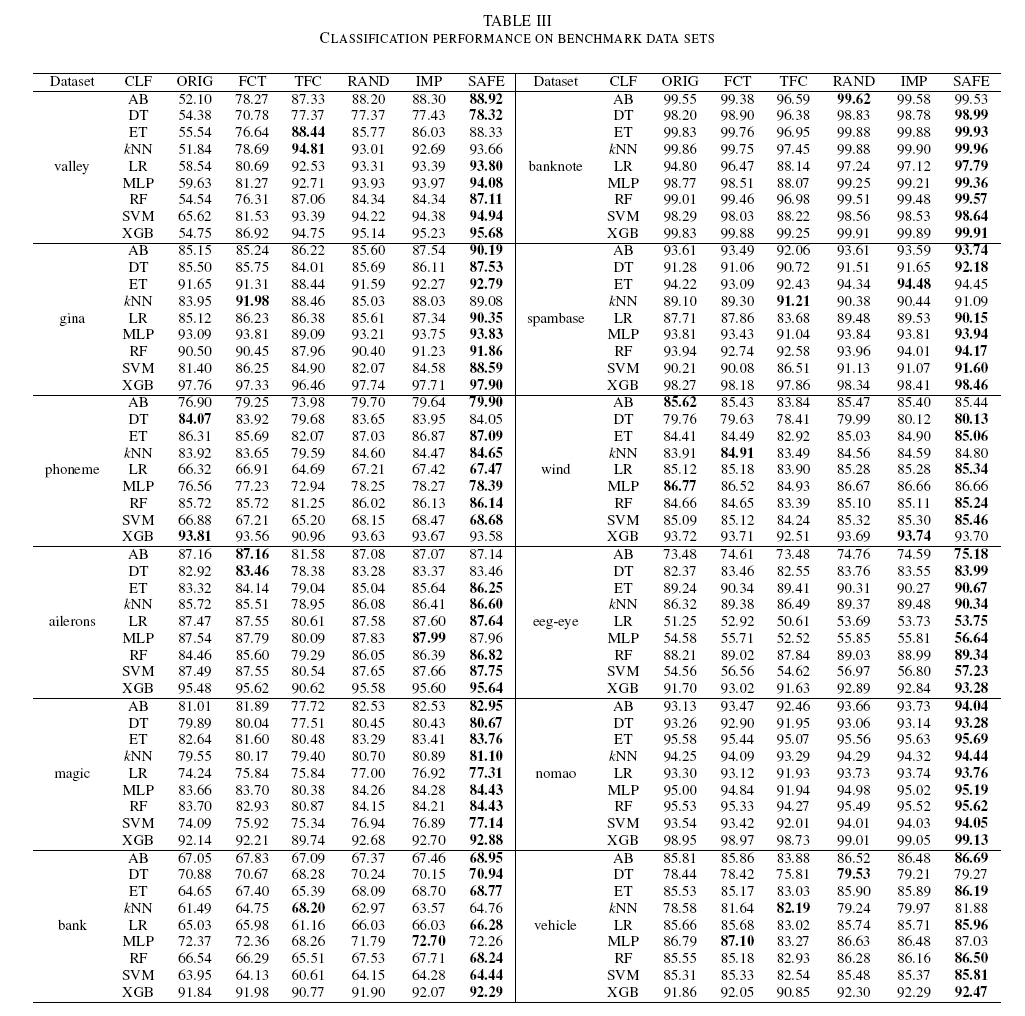 TABLE III
CLASSIFICATION PERFORMANCE ON BENCHMARK DATA SETS
Dataset CLF ORIG FCT TFC RAND IMP SAFE Dataset CLF ORIG FCT TFC RAND IMP SAFE
AB 52.10 78.27 87.33 88.20 88.30 88.92 AB 99.55 99.38 96.59 99.62 99.58 99.53
DT 54.38 70.78 77.37 77.37 77.43 78.32 DT 98.20 98.90 96.38 98.83 98.78 98.99
ET 55.54 76.64 88.44 85.77 86.03 88.33 ET 99.83 99.76 96.95 99.88 99.88 99.93
kNN 51.84 78.69 94.81 93.01 92.69 93.66 kNN 99.86 99.75 97.45 99.88 99.90 99.96
valley LR 58.54 80.69 92.53 93.31 93.39 93.80 banknote LR 94.80 96.47 88.14 97.24 97.12 97.79
MLP 59.63 81.27 92.71 93.93 93.97 94.08 MLP 98.77 98.51 88.07 99.25 99.21 99.36
RF 54.54 76.31 87.06 84.34 84.34 87.11 RF 99.01 99.46 96.98 99.51 99.48 99.57
SVM 65.62 81.53 93.39 94.22 94.38 94.94 SVM 98.29 98.03 88.22 98.56 98.53 98.64
XGB 54.75 86.92 94.75 95.14 95.23 95.68 XGB 99.83 99.88 99.25 99.91 99.89 99.91
AB 85.15 85.24 86.22 85.60 87.54 90.19 AB 93.61 93.49 92.06 93.61 93.59 93.74
DT 85.50 85.75 84.01 85.69 86.11 87.53 DT 91.28 91.06 90.72 91.51 91.65 92.18
ET 91.65 91.31 88.44 91.59 92.27 92.79 ET 94.22 93.09 92.43 94.34 94.48 94.45
kNN 83.95 91.98 88.46 85.03 88.03 89.08 kNN 89.10 89.30 91.21 90.38 90.44 91.09
gina LR 85.12 86.23 86.38 85.61 87.34 90.35 spambase LR 87.71 87.86 83.68 89.48 89.53 90.15
MLP 93.09 93.81 89.09 93.21 93.75 93.83 MLP 93.81 93.43 91.04 93.84 93.81 93.94
RF 90.50 90.45 87.96 90.40 91.23 91.86 RF 93.94 92.74 92.58 93.96 94.01 94.17
SVM 81.40 86.25 84.90 82.07 84.58 88.59 SVM 90.21 90.08 86.51 91.13 91.07 91.60
XGB 97.76 97.33 96.46 97.74 97.71 97.90 XGB 98.27 98.18 97.86 98.34 98.41 98.46
AB 76.90 79.25 73.98 79.70 79.64 79.90 AB 85.62 85.43 83.84 85.47 85.40 85.44
DT 84.07 83.92 79.68 83.65 83.95 84.05 DT 79.76 79.63 78.41 79.99 80.12 80.13
ET 86.31 85.69 82.07 87.03 86.87 87.09 ET 84.41 84.49 82.92 85.03 84.90 85.06
kNN 83.92 83.65 79.59 84.60 84.47 84.65 kNN 83.91 84.91 83.49 84.56 84.59 84.80
phoneme LR 66.32 66.91 64.69 67.21 67.42 67.47 wind LR 85.12 85.18 83.90 85.28 85.28 85.34
MLP 76.56 77.23 72.94 78.25 78.27 78.39 MLP 86.77 86.52 84.93 86.67 86.66 86.66
RF 85.72 85.72 81.25 86.02 86.13 86.14 RF 84.66 84.65 83.39 85.10 85.11 85.24
SVM 66.88 67.21 65.20 68.15 68.47 68.68 SVM 85.09 85.12 84.24 85.32 85.30 85.46
XGB 93.81 93.56 90.96 93.63 93.67 93.58 XGB 93.72 93.71 92.51 93.69 93.74 93.70
AB 87.16 87.16 81.58 87.08 87.07 87.14 AB 73.48 74.61 73.48 74.76 74.59 75.18
DT 82.92 83.46 78.38 83.28 83.37 83.46 DT 82.37 83.46 82.55 83.76 83.55 83.99
ET 83.32 84.14 79.04 85.04 85.64 86.25 ET 89.24 90.34 89.41 90.31 90.27 90.67
kNN 85.72 85.51 78.95 86.08 86.41 86.60 kNN 86.32 89.38 86.49 89.37 89.48 90.34
ailerons LR 87.47 87.55 80.61 87.58 87.60 87.64 eeg-eye LR 51.25 52.92 50.61 53.69 53.73 53.75
MLP 87.54 87.79 80.09 87.83 87.99 87.96 MLP 54.58 55.71 52.52 55.85 55.81 56.64
RF 84.46 85.60 79.29 86.05 86.39 86.82 RF 88.21 89.02 87.84 89.03 88.99 89.34
SVM 87.49 87.55 80.54 87.65 87.66 87.75 SVM 54.56 56.56 54.62 56.97 56.80 57.23
XGB 95.48 95.62 90.62 95.58 95.60 95.64 XGB 91.70 93.02 91.63 92.89 92.84 93.28
AB 81.01 81.89 77.72 82.53 82.53 82.95 AB 93.13 93.47 92.46 93.66 93.73 94.04
DT 79.89 80.04 77.51 80.45 80.43 80.67 DT 93.26 92.90 91.95 93.06 93.14 93.28
ET 82.64 81.60 80.48 83.29 83.41 83.76 ET 95.58 95.44 95.07 95.56 95.63 95.69
kNN 79.55 80.17 79.40 80.70 80.89 81.10 kNN 94.25 94.09 93.29 94.29 94.32 94.44
magic LR 74.24 75.84 75.84 77.00 76.92 77.31 nomao LR 93.30 93.12 91.93 93.73 93.74 93.76
MLP 83.66 83.70 80.38 84.26 84.28 84.43 MLP 95.00 94.84 91.94 94.98 95.02 95.19
RF 83.70 82.93 80.87 84.15 84.21 84.43 RF 95.53 95.33 94.27 95.49 95.52 95.62
SVM 74.09 75.92 75.34 76.94 76.89 77.14 SVM 93.54 93.42 92.01 94.01 94.03 94.05
XGB 92.14 92.21 89.74 92.68 92.70 92.88 XGB 98.95 98.97 98.73 99.01 99.05 99.13
AB 67.05 67.83 67.09 67.37 67.46 68.95 AB 85.81 85.86 83.88 86.52 86.48 86.69
DT 70.88 70.67 68.28 70.24 70.15 70.94 DT 78.44 78.42 75.81 79.53 79.21 79.27
ET 64.65 67.40 65.39 68.09 68.70 68.77 ET 85.53 85.17 83.03 85.90 85.89 86.19
kNN 61.49 64.75 68.20 62.97 63.57 64.76 kNN 78.58 81.64 82.19 79.24 79.97 81.88
bank LR 65.03 65.98 61.16 66.03 66.03 66.28 vehicle LR 85.66 85.68 83.02 85.74 85.71 85.96
MLP 72.37 72.36 68.26 71.79 72.70 72.26 MLP 86.79 87.10 83.27 86.63 86.48 87.03
RF 66.54 66.29 65.51 67.53 67.71 68.24 RF 85.55 85.18 82.93 86.28 86.16 86.50
SVM 63.95 64.13 60.61 64.15 64.28 64.44 SVM 85.31 85.33 82.54 85.48 85.37 85.81
XGB 91.84 91.98 90.77 91.90 92.07 92.29 XGB 91.86 92.05 90.85 92.30 92.29 92.47